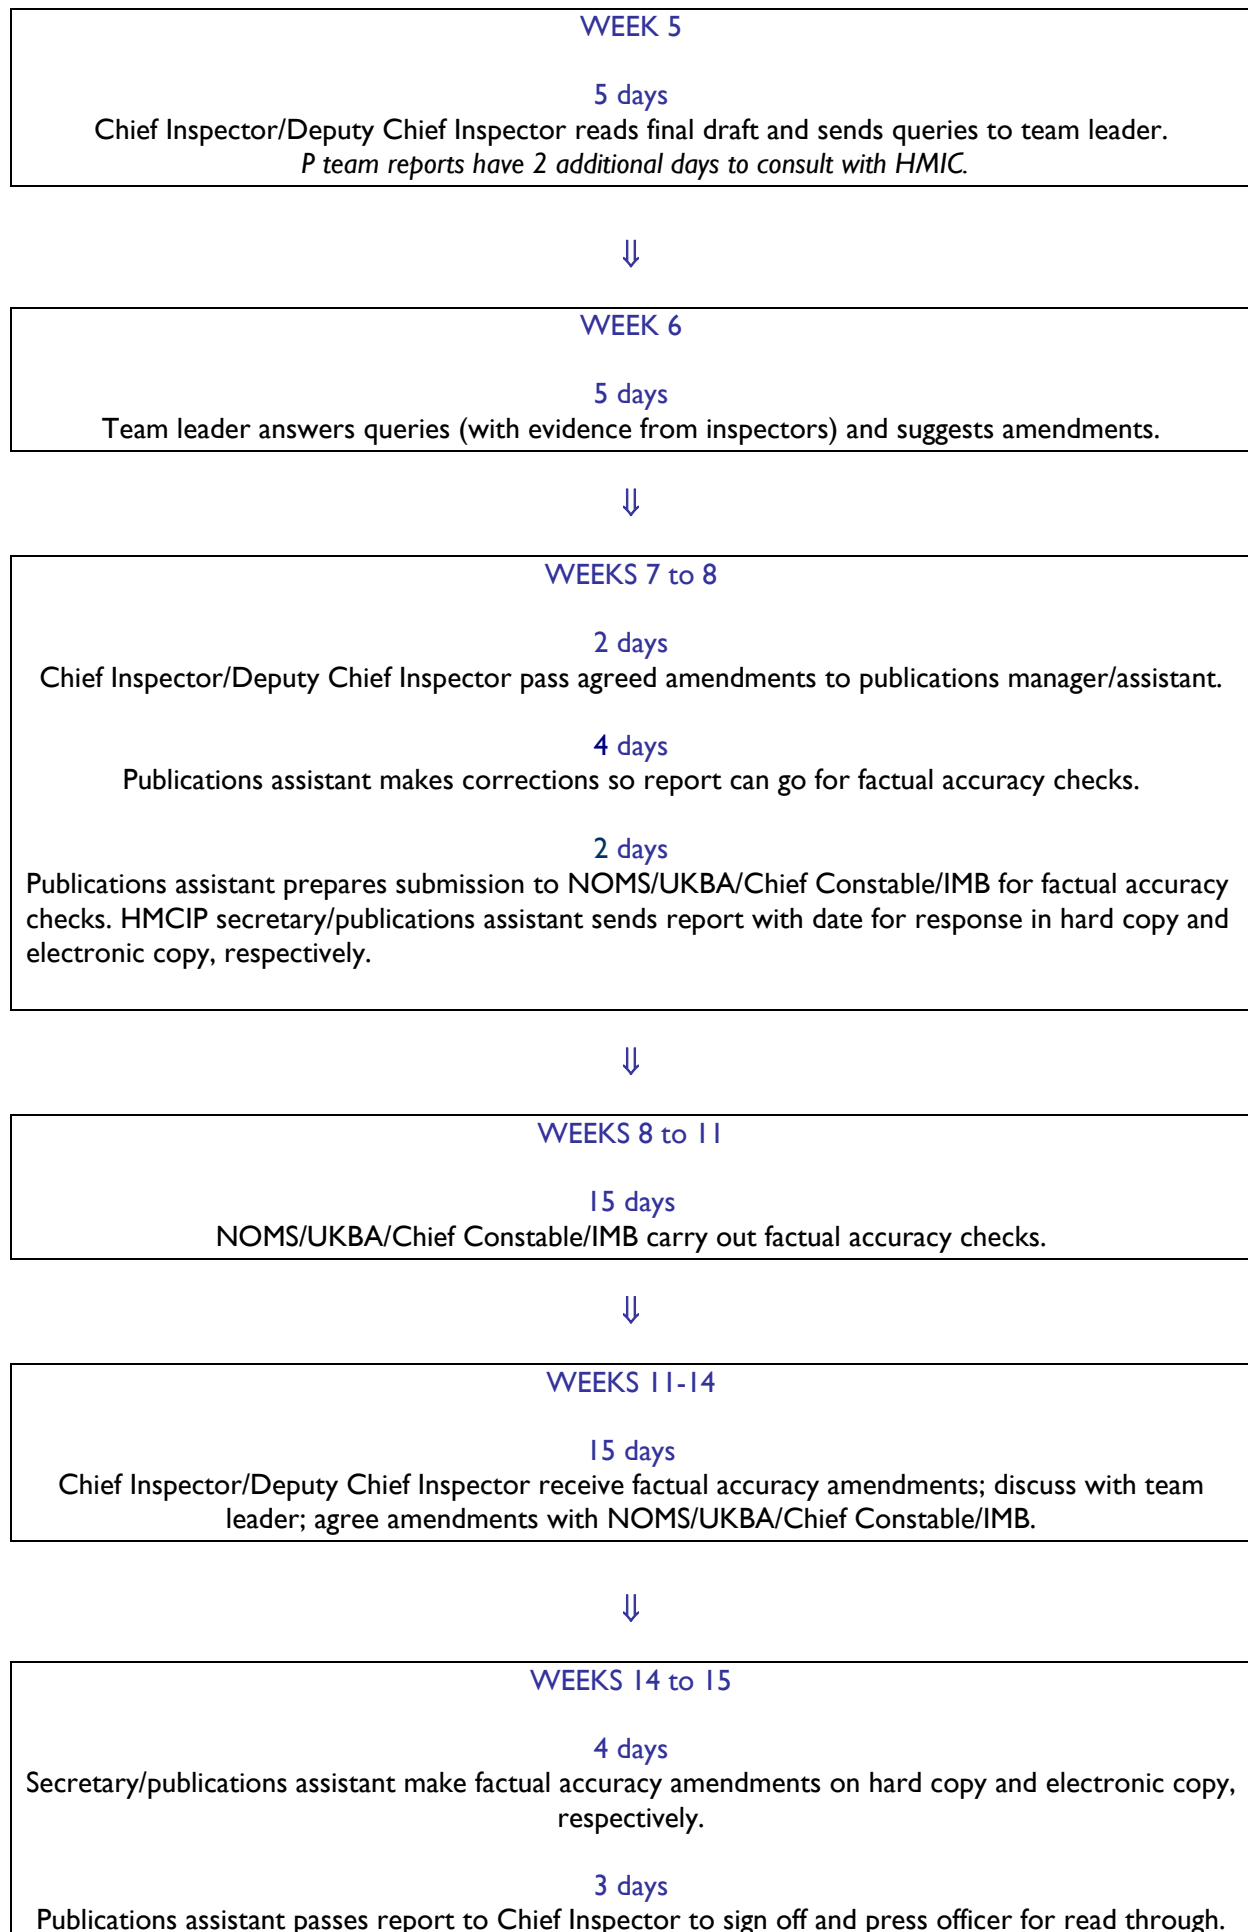 WEEK 5
5 days
Chief Inspector/Deputy Chief Inspector reads final draft and sends queries to team leader.
P team reports have 2 additional days to consult with HMIC.
⇓
WEEK 6
5 days
Team leader answers queries (with evidence from inspectors) and suggests amendments.
⇓
WEEKS 7 to 8
2 days
Chief Inspector/Deputy Chief Inspector pass agreed amendments to publications manager/assistant.
4 days
Publications assistant makes corrections so report can go for factual accuracy checks.
2 days
Publications assistant prepares submission to NOMS/UKBA/Chief Constable/IMB for factual accuracy
checks. HMCIP secretary/publications assistant sends report with date for response in hard copy and
electronic copy, respectively.
⇓
WEEKS 8 to 11
15 days
NOMS/UKBA/Chief Constable/IMB carry out factual accuracy checks.
⇓
WEEKS 11-14
15 days
Chief Inspector/Deputy Chief Inspector receive factual accuracy amendments; discuss with team
leader; agree amendments with NOMS/UKBA/Chief Constable/IMB.
⇓
WEEKS 14 to 15
4 days
Secretary/publications assistant make factual accuracy amendments on hard copy and electronic copy,
respectively.
3 days
Publications assistant passes report to Chief Inspector to sign off and press officer for read through.